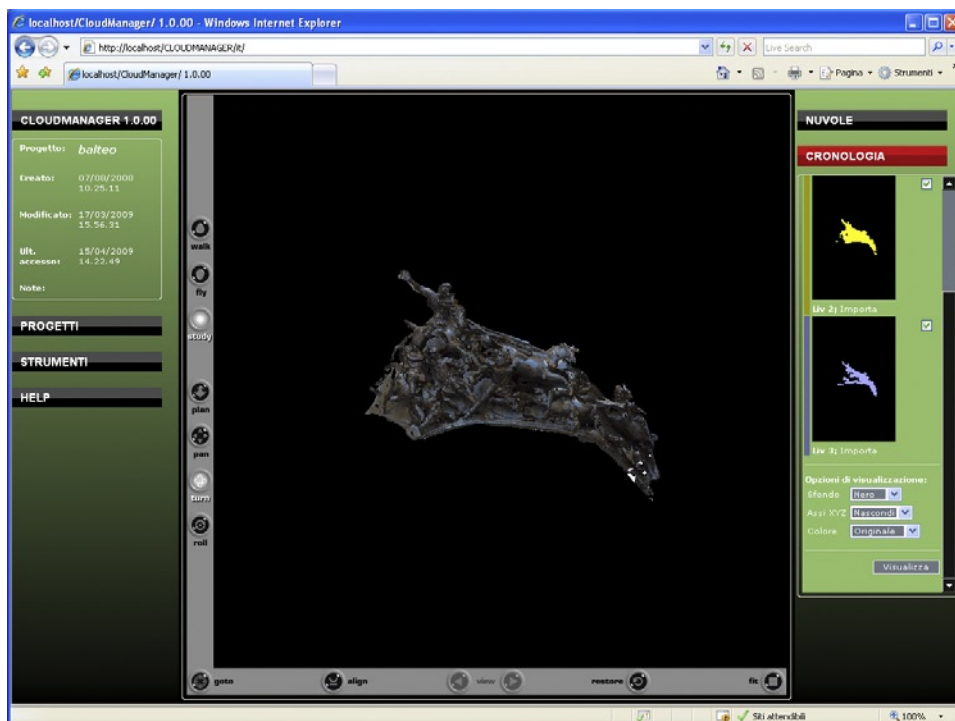 localhost/CloudManager/ 1.0.00 - Windows Internet Explorer
http://localhost/CLOUDMANAGER/it/
Live Search
localhost/CloudManager/ 1.0.00
Pagina
Strumenti
CLOUDMANAGER 1.0.00
Progetto: balteo
Creato: 07/08/2008
10.25.11
Modificato: 17/03/2009
15.56.31
Ult. accesso: 15/04/2009
14.22.49
Note:
PROGETTI
STRUMENTI
HELP
walk
fly
study
plan
pan
turn
roll
goto
align
view
restore
fit
NUVOLE
CRONOLOGIA
Liv 2; Importa
Liv 3; Importa
Opzioni di visualizzazione:
Sfondo Nero
Assi XYZ Nascondi
Colore Originale
Visualizza
Siti attendibili
100%